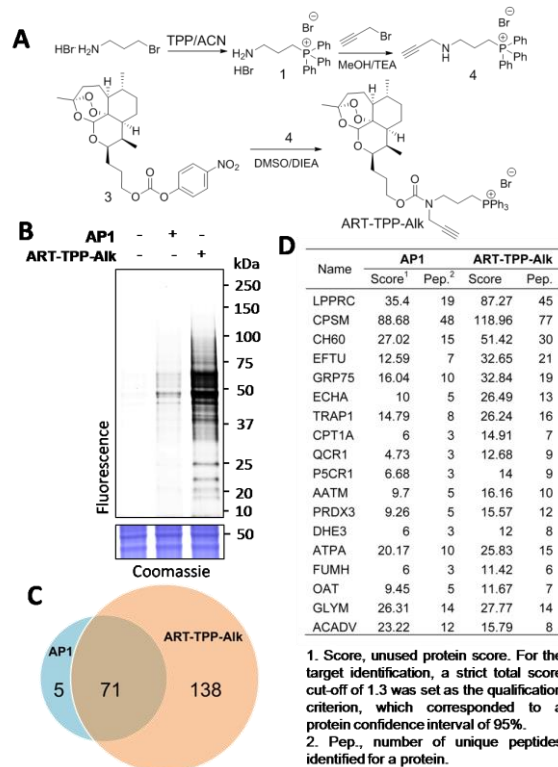 A
HBr H₂N Br
TPP/ACN
H₂N HBr P⁺ Ph Ph Ph Br⁻
1
Br
MeOH/TEA
N H P⁺ Ph Ph Ph Br⁻
4
O O O O O H H
3
O O O NO₂
4
DMSO/DIEA
O O O O O H H
O O N PPh₃ Br⁻
ART-TPP-Alk
B
AP1 - + -
ART-TPP-Alk - - +
kDa
250
150
100
75
50
37
25
20
10
50
Fluorescence
Coomassie
C
AP1
5
71
ART-TPP-Alk
138
D
Name AP1 ART-TPP-Alk
Score¹ Pep.² Score Pep.
LPPRC 35.4 19 87.27 45
CPSM 88.68 48 118.96 77
CH60 27.02 15 51.42 30
EFTU 12.59 7 32.65 21
GRP75 16.04 10 32.84 19
ECHA 10 5 26.49 13
TRAP1 14.79 8 26.24 16
CPT1A 6 3 14.91 7
QCR1 4.73 3 12.68 9
P5CR1 6.68 3 14 9
AATM 9.7 5 16.16 10
PRDX3 9.26 5 15.57 12
DHE3 6 3 12 8
ATPA 20.17 10 25.83 15
FUMH 6 3 11.42 6
OAT 9.45 5 11.67 7
GLYM 26.31 14 27.77 14
ACADV 23.22 12 15.79 8
1. Score, unused protein score. For the
target identification, a strict total score
cut-off of 1.3 was set as the qualification
criterion, which corresponded to a
protein confidence interval of 95%.
2. Pep., number of unique peptides
identified for a protein.